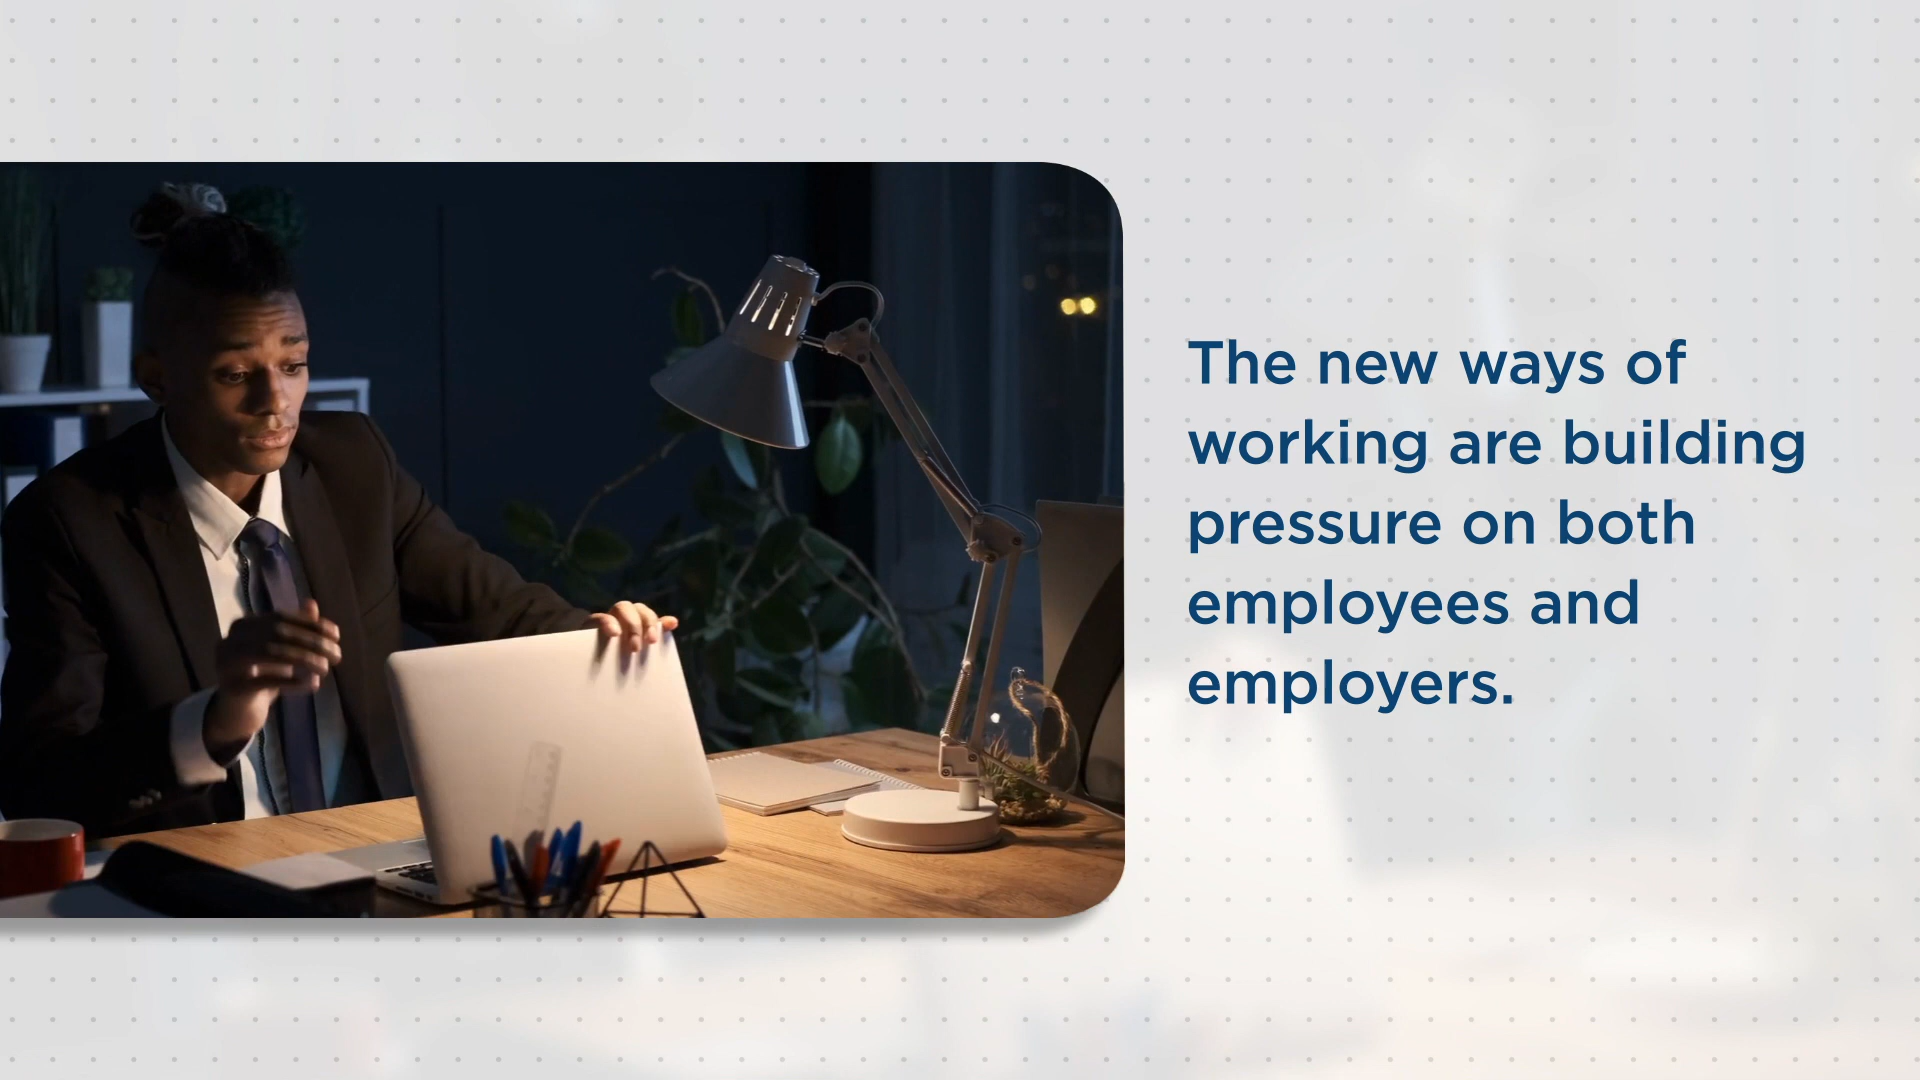 The new ways of
working are building
pressure on both
employees and
employers.